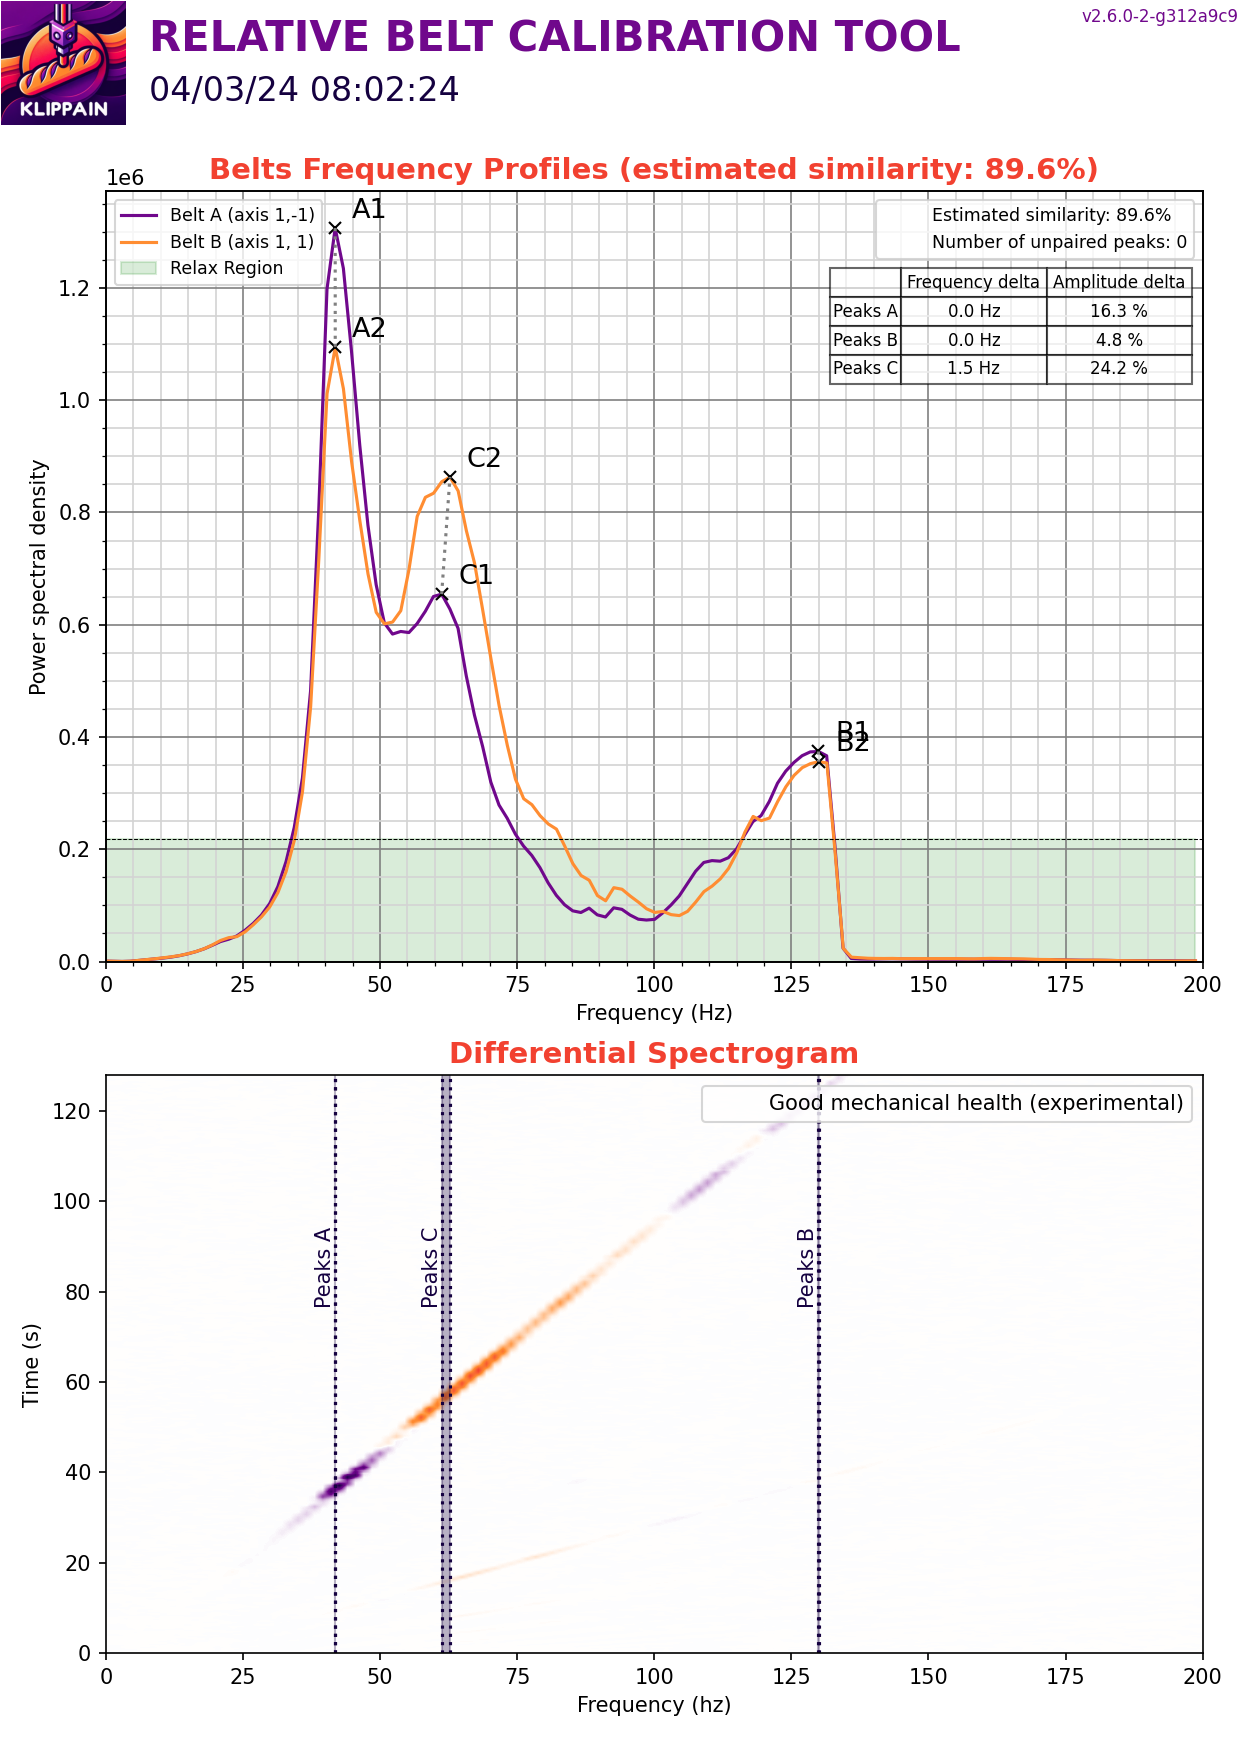 KLIPPAIN
RELATIVE BELT CALIBRATION TOOL
v2.6.0-2-g312a9c9
04/03/24 08:02:24
Belts Frequency Profiles (estimated similarity: 89.6%)
1e6
Belt A (axis 1,-1)
Belt B (axis 1, 1)
Relax Region
A1
A2
C2
C1
B1
B2
Estimated similarity: 89.6%
Number of unpaired peaks: 0
Frequency delta Amplitude delta
Peaks A 0.0 Hz 16.3 %
Peaks B 0.0 Hz 4.8 %
Peaks C 1.5 Hz 24.2 %
Power spectral density
1.2
1.0
0.8
0.6
0.4
0.2
0.0
0 25 50 75 100 125 150 175 200
Frequency (Hz)
Differential Spectrogram
Good mechanical health (experimental)
Peaks A
Peaks C
Peaks B
Time (s)
120
100
80
60
40
20
0
0 25 50 75 100 125 150 175 200
Frequency (hz)